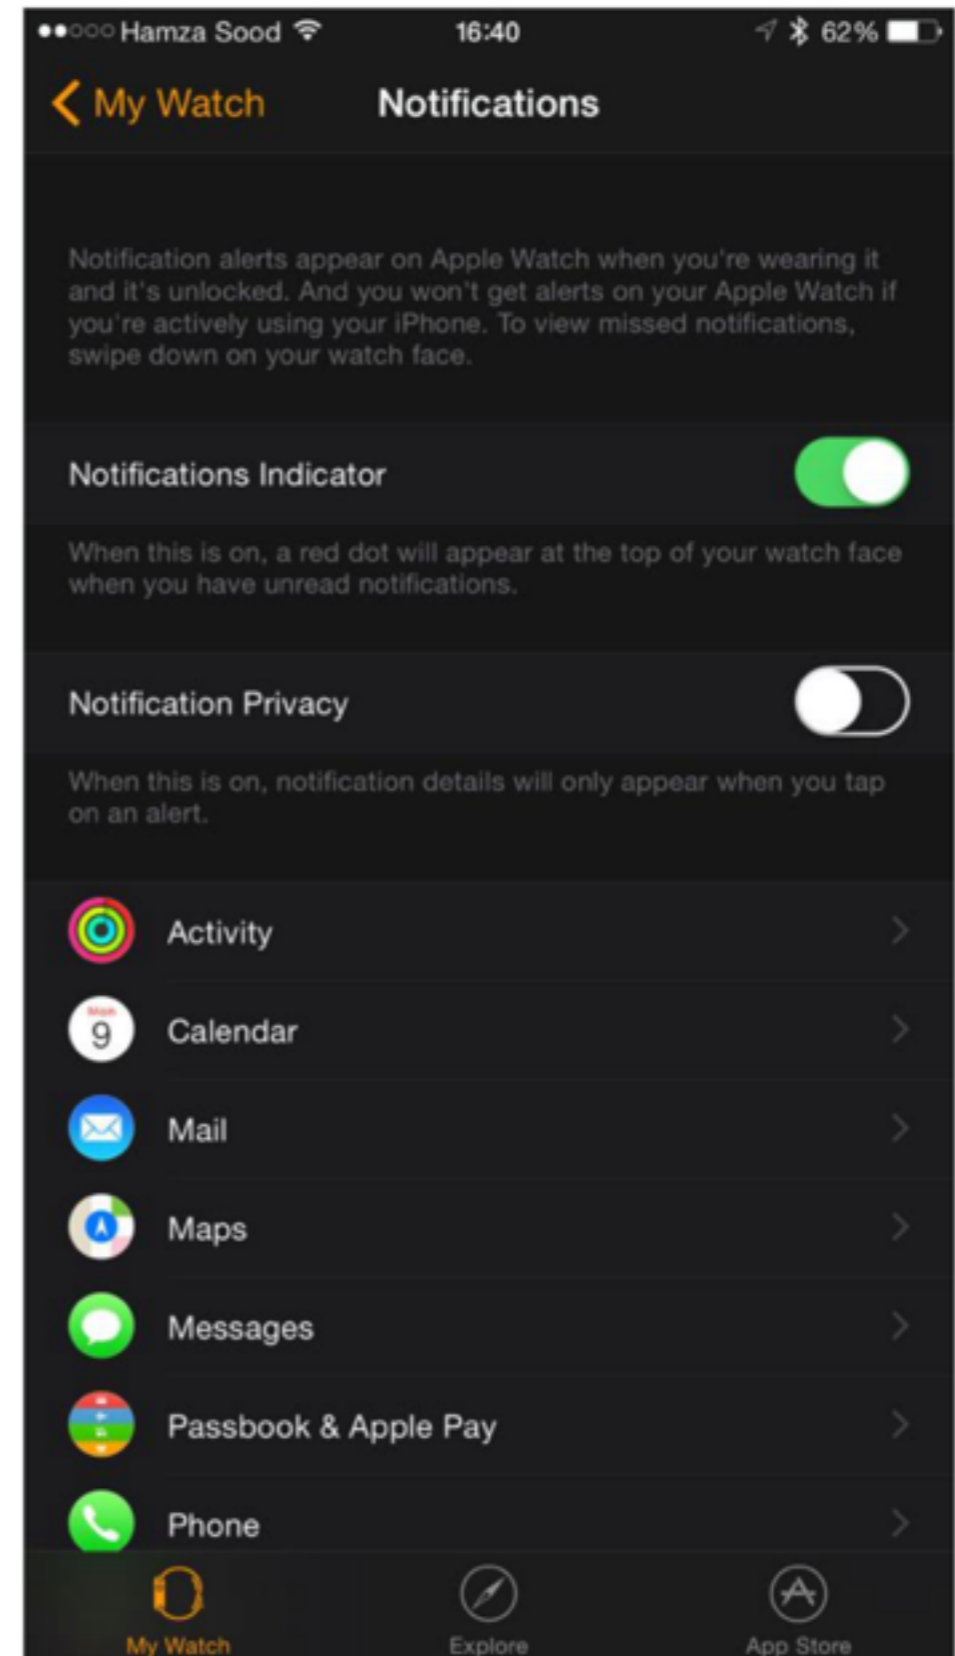 Hamza Sood 16:40 62%
My Watch Notifications
Notification alerts appear on Apple Watch when you're wearing it
and it's unlocked. And you won't get alerts on your Apple Watch if
you're actively using your iPhone. To view missed notifications,
swipe down on your watch face.
Notifications Indicator
When this is on, a red dot will appear at the top of your watch face
when you have unread notifications.
Notification Privacy
When this is on, notification details will only appear when you tap
on an alert.
Activity
Mon
9
Calendar
Mail
Maps
Messages
Passbook & Apple Pay
Phone
My Watch Explore App Store